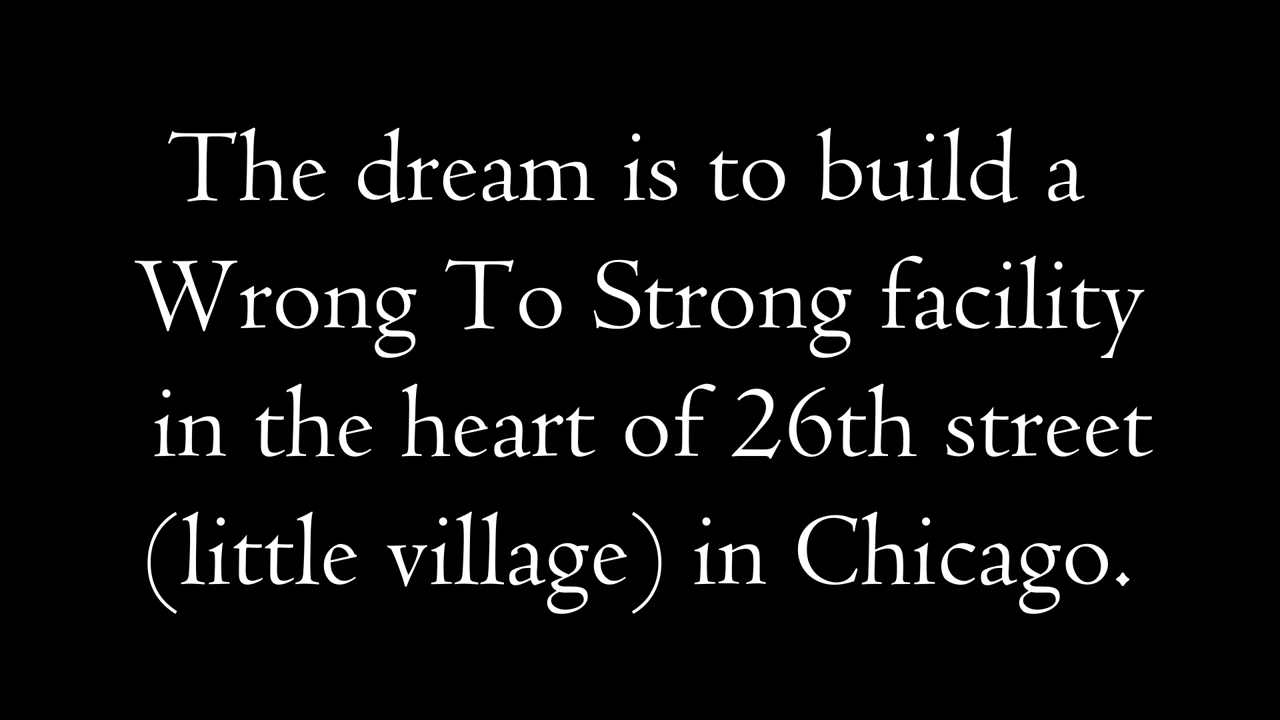 The dream is to build a
Wrong To Strong facility
in the heart of 26th street
(little village) in Chicago.